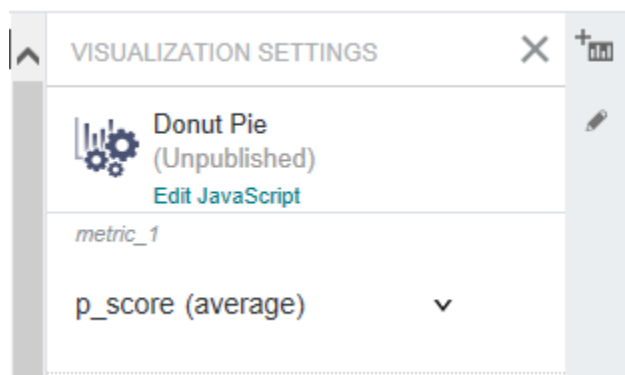 VISUALIZATION SETTINGS
Donut Pie
(Unpublished)
Edit JavaScript
metric_1
p_score (average)